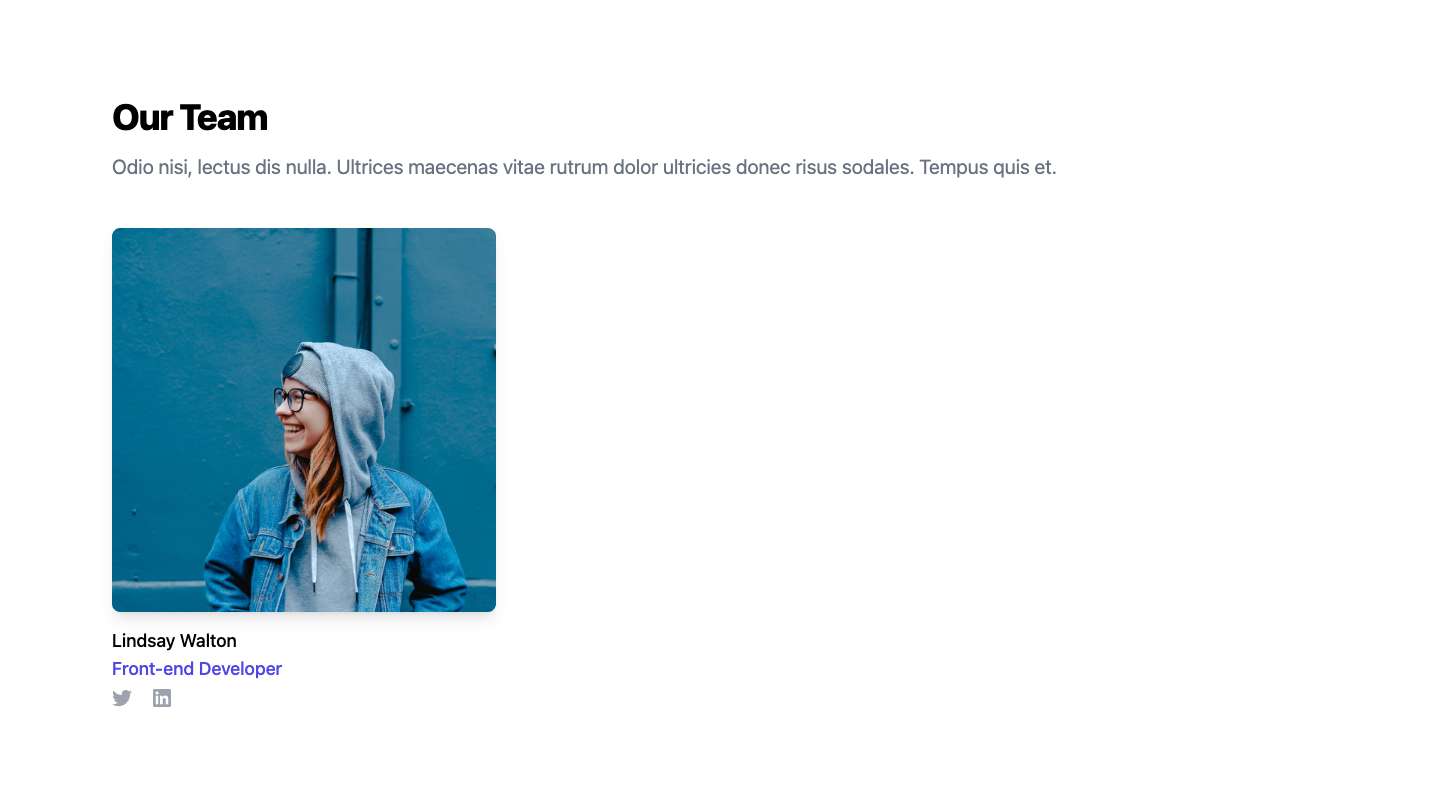 Our Team
Odio nisi, lectus dis nulla. Ultrices maecenas vitae rutrum dolor ultricies donec risus sodales. Tempus quis et.
Lindsay Walton
Front-end Developer
in